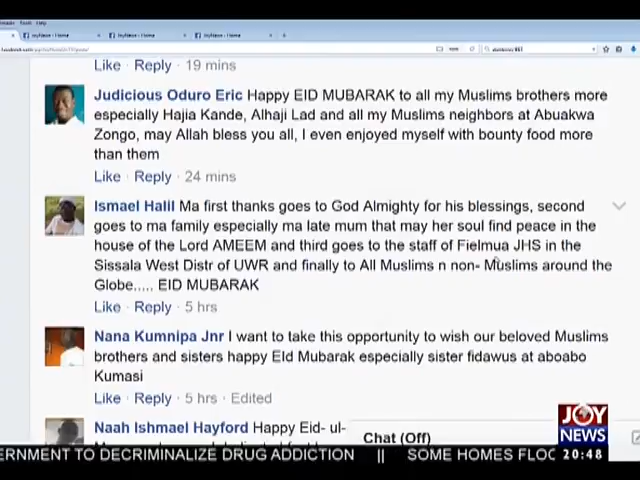 JoyNews - Home
JoyNews - Home
JoyNews - Home
Like · Reply · 19 mins
Judicious Oduro Eric Happy EID MUBARAK to all my Muslims brothers more
especially Hajia Kande, Alhaji Lad and all my Muslims neighbors at Abuakwa
Zongo, may Allah bless you all, I even enjoyed myself with bounty food more
than them
Like · Reply · 24 mins
Ismael Halil Ma first thanks goes to God Almighty for his blessings, second
goes to ma family especially ma late mum that may her soul find peace in the
house of the Lord AMEEM and third goes to the staff of Fielmua JHS in the
Sissala West Distr of UWR and finally to All Muslims n non- Muslims around the
Globe..... EID MUBARAK
Like · Reply · 5 hrs
Nana Kumnipa Jnr I want to take this opportunity to wish our beloved Muslims
brothers and sisters happy EId Mubarak especially sister fidawus at aboabo
Kumasi
Like · Reply · 5 hrs · Edited
Naah Ishmael Hayford Happy Eid- ul-
Chat (Off)
JOY
NEWS
ERNMENT TO DECRIMINALIZE DRUG ADDICTION || SOME HOMES FLOO
20:48